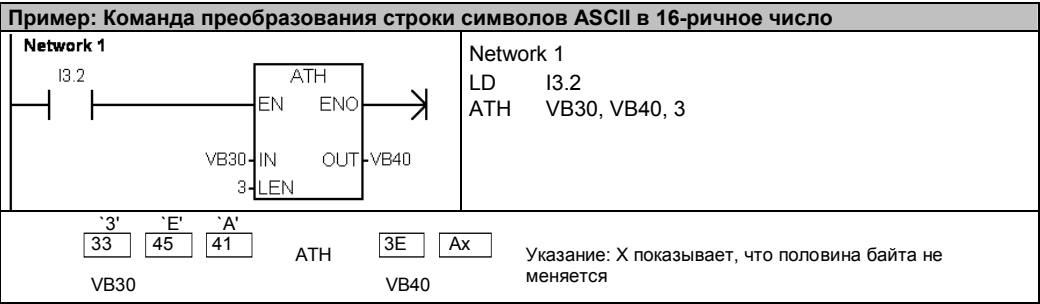 Пример: Команда преобразования строки символов ASCII в 16-ричное число
Network 1
I3.2
ATH
EN ENO
VB30 IN OUT VB40
3 LEN
Network 1
LD I3.2
ATH VB30, VB40, 3
`3' `E' `A'
33 45 41 ATH 3E Ax
VB30 VB40
Указание: X показывает, что половина байта не
меняется